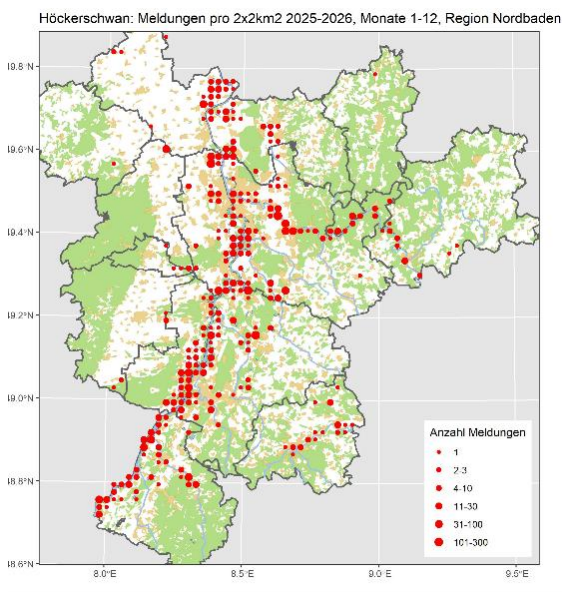 Höckerschwan: Meldungen pro 2x2km2 2025-2026, Monate 1-12, Region Nordbaden
49.8°N
49.6°N
49.4°N
49.2°N
49.0°N
48.8°N
48.6°N
Anzahl Meldungen
1
2-3
4-10
11-30
31-100
101-300
8.0°E
8.5°E
9.0°E
9.5°E